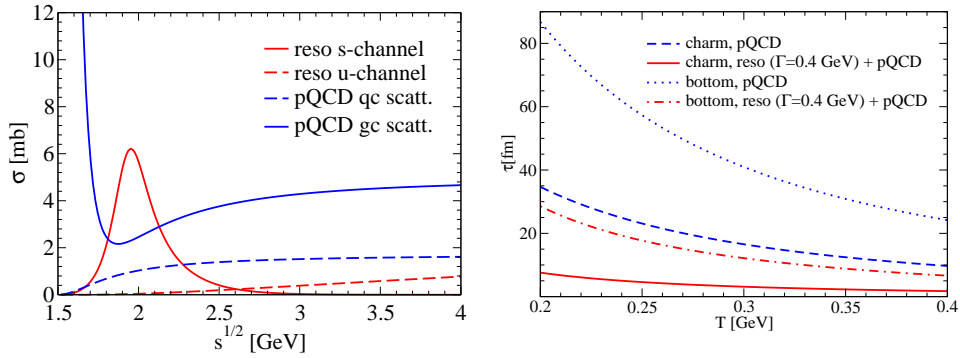 12
10
8
6
4
2
0
σ [mb]
reso s-channel
reso u-channel
pQCD qc scatt.
pQCD gc scatt.
1.5 2 2.5 3 3.5 4
s^{1/2} [GeV]
80
60
40
20
τ[fm]
charm, pQCD
charm, reso (Γ=0.4 GeV) + pQCD
bottom, pQCD
bottom, reso (Γ=0.4 GeV) + pQCD
0.2 0.25 0.3 0.35 0.4
T [GeV]